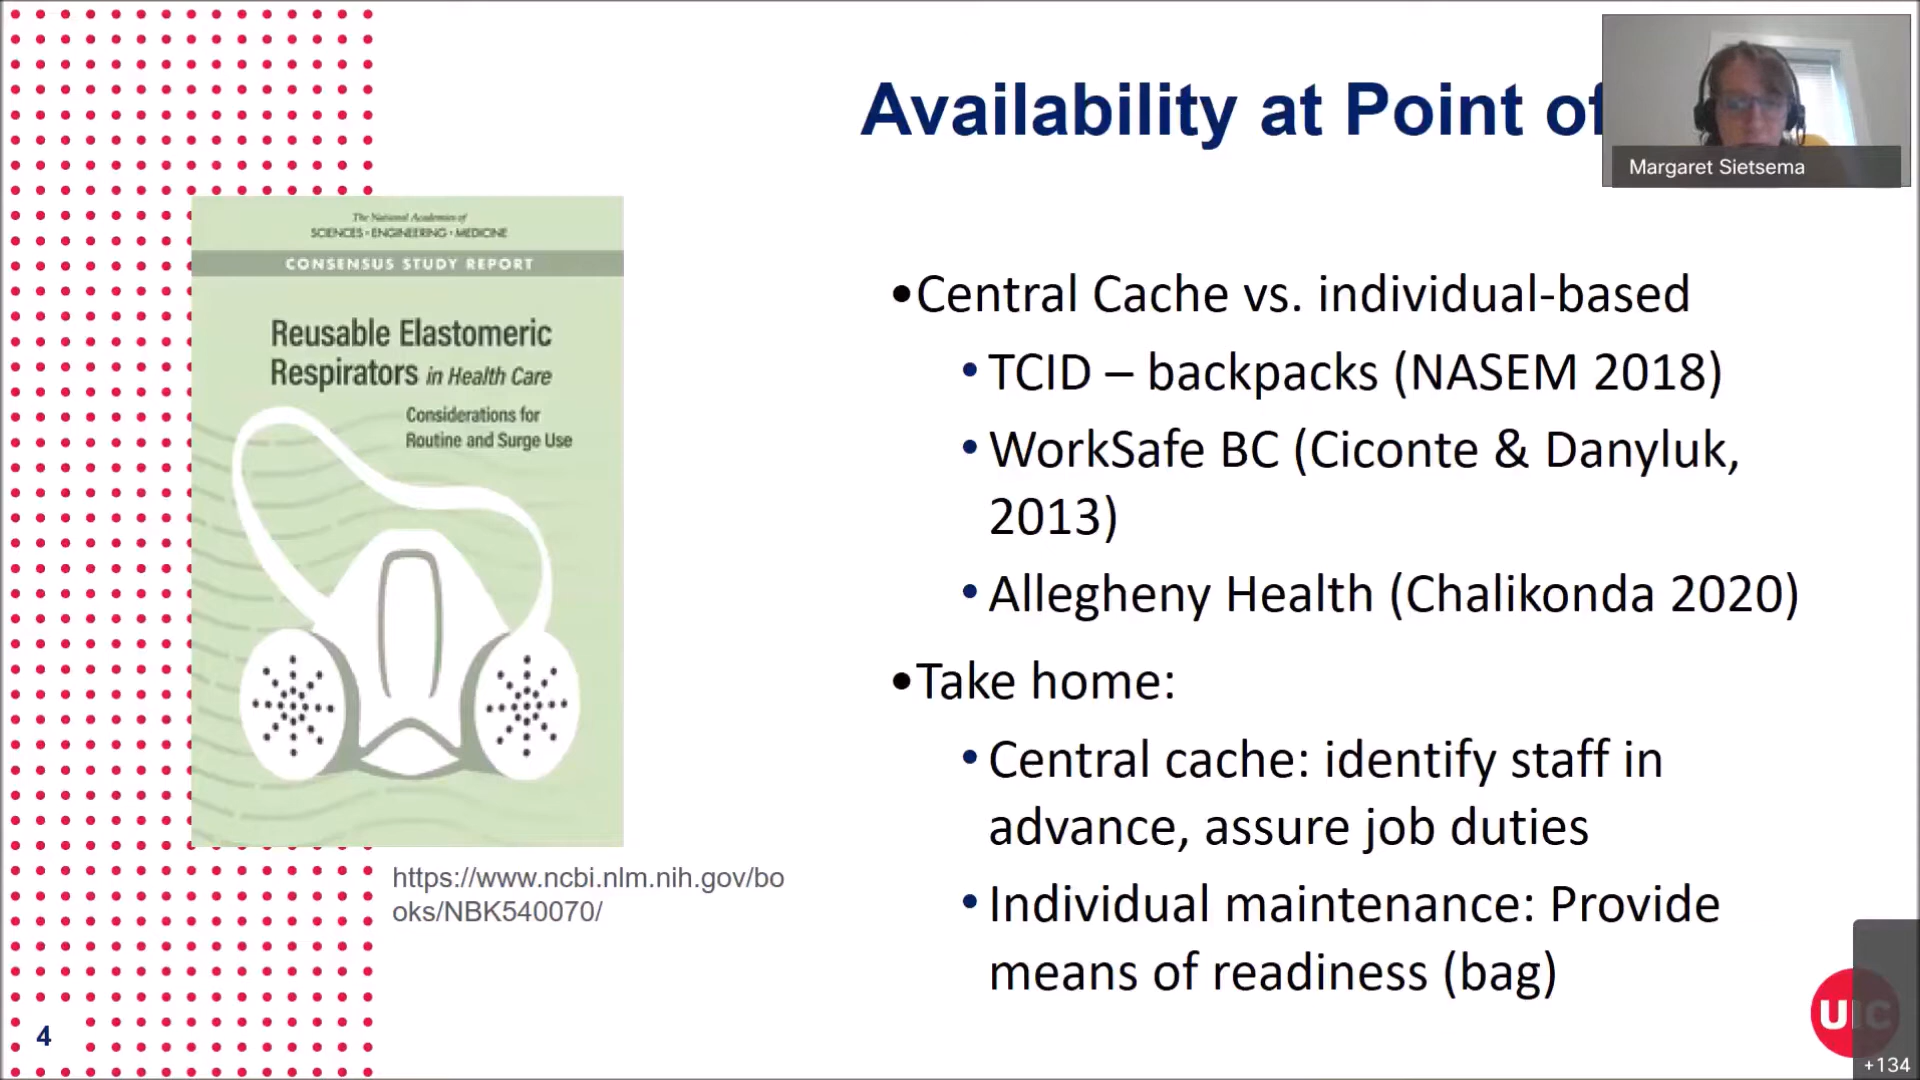 Availability at Point of
Margaret Sietsema
The National Academies of
SCIENCES • ENGINEERING • MEDICINE
CONSENSUS STUDY REPORT
Reusable Elastomeric
Respirators in Health Care
Considerations for
Routine and Surge Use
https://www.ncbi.nlm.nih.gov/bo
oks/NBK540070/
•Central Cache vs. individual-based
•TCID – backpacks (NASEM 2018)
•WorkSafe BC (Ciconte & Danyluk,
2013)
•Allegheny Health (Chalikonda 2020)
•Take home:
•Central cache: identify staff in
advance, assure job duties
•Individual maintenance: Provide
means of readiness (bag)
4
UIC
+134